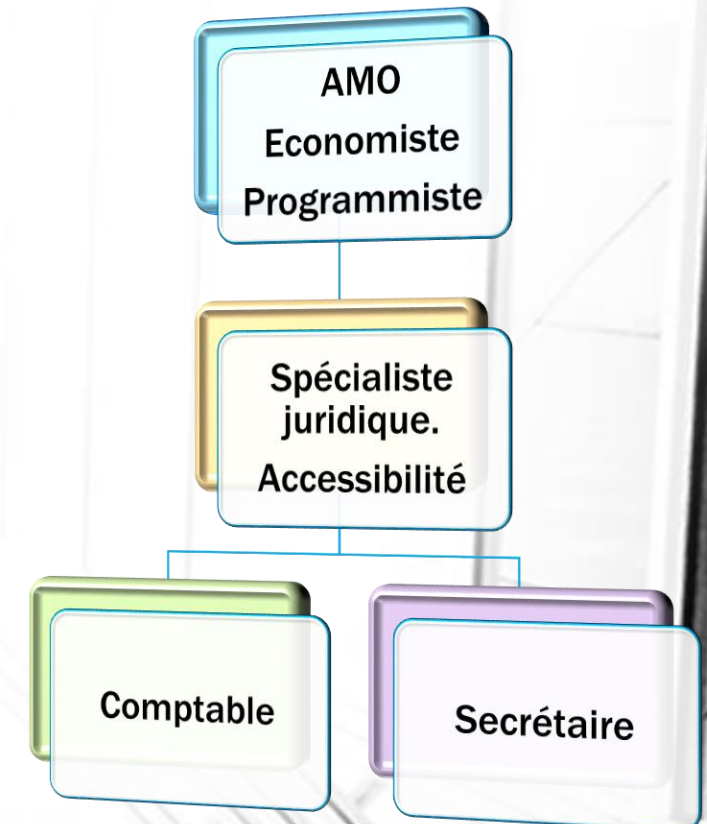 AMO
Economiste
Programmiste
Spécialiste
juridique.
Accessibilité
Comptable
Secrétaire